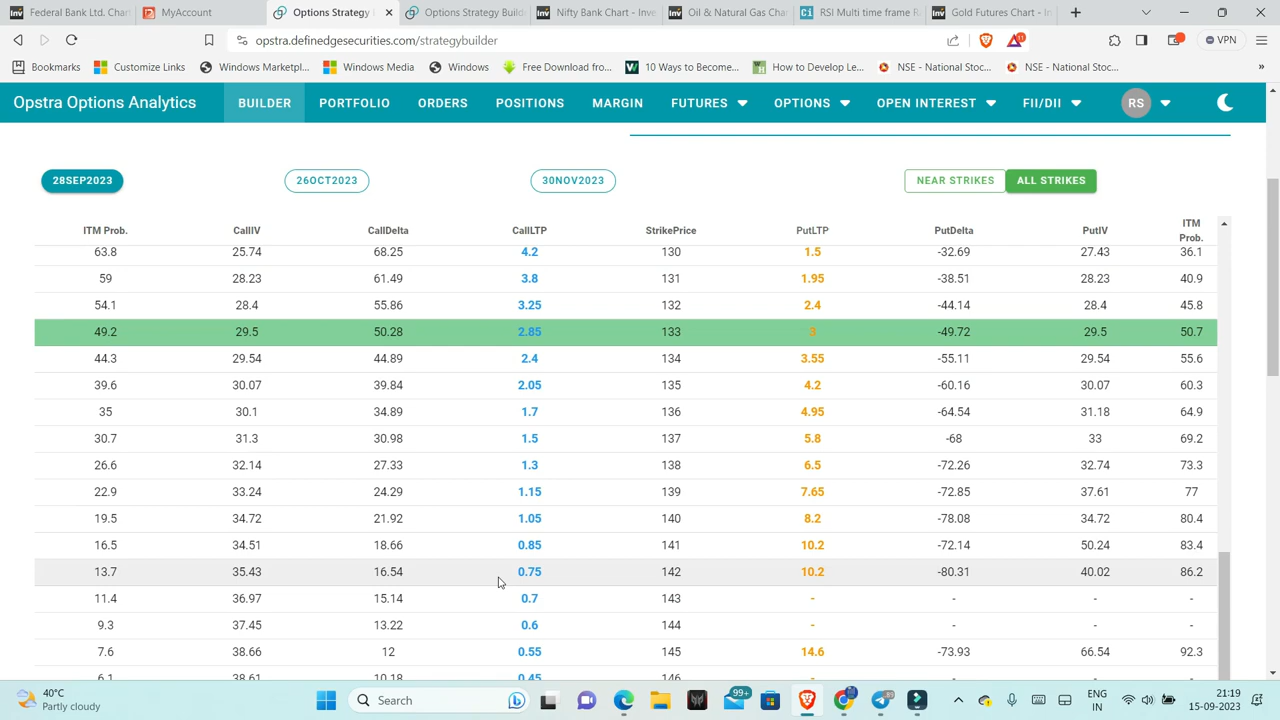 Federal Bank Ltd. Chart
MyAccount
Options Strategy
Options Strategy Build
Nifty Bank Chart - Inve
Oil & Natural Gas Cha
RSI Multi time frame R
Gold Futures Chart - In
opstra.definedgesecurities.com/strategybuilder
VPN
Bookmarks
Customize Links
Windows Marketpl...
Windows Media
Windows
Free Download from...
10 Ways to Become...
How to Develop Le...
NSE - National Stoc...
NSE - National Stoc...
»
Opstra Options Analytics
BUILDER
PORTFOLIO
ORDERS
POSITIONS
MARGIN
FUTURES
OPTIONS
OPEN INTEREST
FII/DII
RS
28SEP2023
26OCT2023
30NOV2023
NEAR STRIKES
ALL STRIKES
ITM Prob. CallIV CallDelta CallLTP StrikePrice PutLTP PutDelta PutIV ITM Prob.
63.8 25.74 68.25 4.2 130 1.5 -32.69 27.43 36.1
59 28.23 61.49 3.8 131 1.95 -38.51 28.23 40.9
54.1 28.4 55.86 3.25 132 2.4 -44.14 28.4 45.8
49.2 29.5 50.28 2.85 133 3 -49.72 29.5 50.7
44.3 29.54 44.89 2.4 134 3.55 -55.11 29.54 55.6
39.6 30.07 39.84 2.05 135 4.2 -60.16 30.07 60.3
35 30.1 34.89 1.7 136 4.95 -64.54 31.18 64.9
30.7 31.3 30.98 1.5 137 5.8 -68 33 69.2
26.6 32.14 27.33 1.3 138 6.5 -72.26 32.74 73.3
22.9 33.24 24.29 1.15 139 7.65 -72.85 37.61 77
19.5 34.72 21.92 1.05 140 8.2 -78.08 34.72 80.4
16.5 34.51 18.66 0.85 141 10.2 -72.14 50.24 83.4
13.7 35.43 16.54 0.75 142 10.2 -80.31 40.02 86.2
11.4 36.97 15.14 0.7 143 - - - -
9.3 37.45 13.22 0.6 144 - - - -
7.6 38.66 12 0.55 145 14.6 -73.93 66.54 92.3
6.1 38.61 10.18 0.45 146
40°C
Partly cloudy
Search
99+
ENG
IN
21:19
15-09-2023